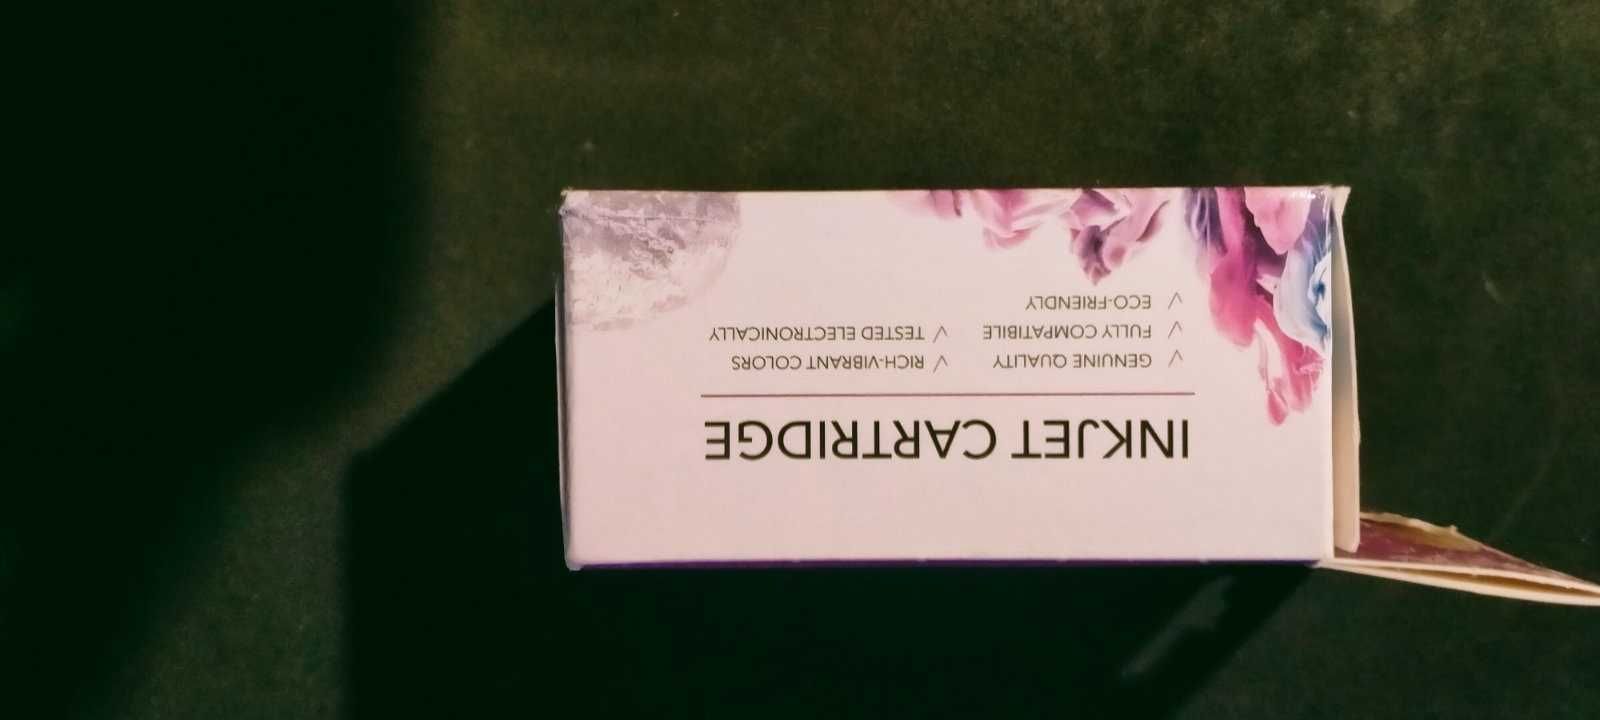 INKJET CARTRIDGE
GENUINE QUALITY
RICH-VIBRANT COLORS
FULLY COMPATIBILE
TESTED ELECTRONICALLY
ECO-FRIENDLY